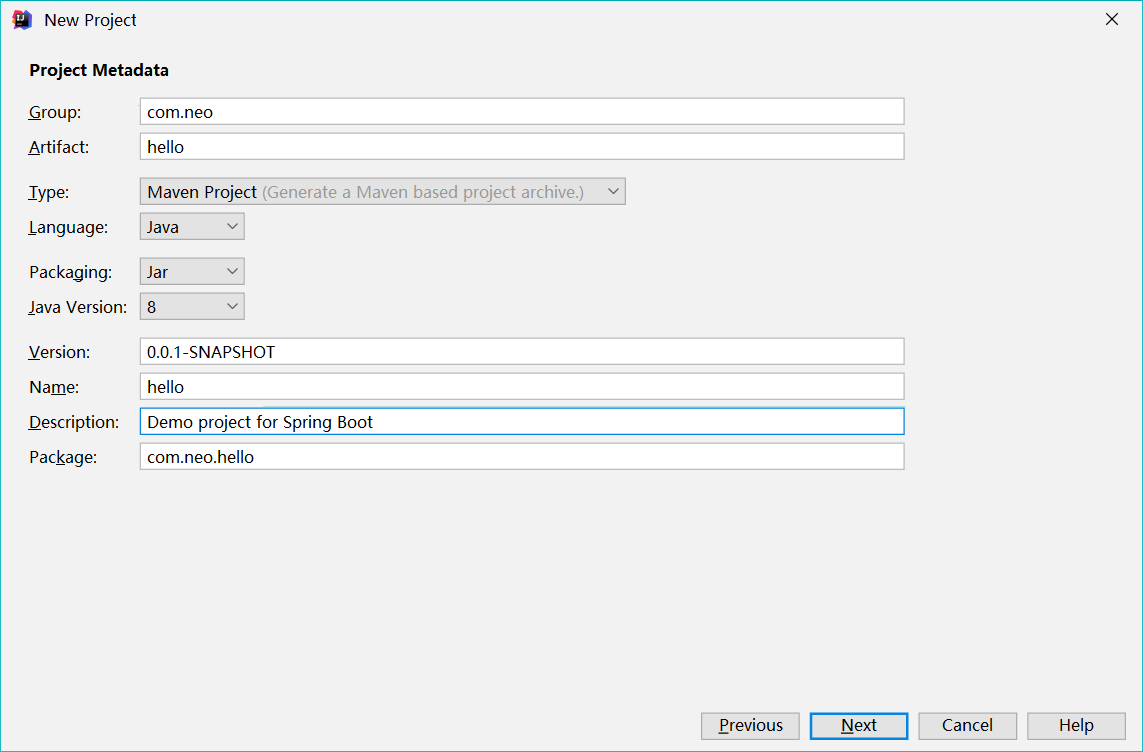 New Project
Project Metadata
Group: com.neo
Artifact: hello
Type: Maven Project (Generate a Maven based project archive.)
Language: Java
Packaging: Jar
Java Version: 8
Version: 0.0.1-SNAPSHOT
Name: hello
Description: Demo project for Spring Boot
Package: com.neo.hello
Previous Next Cancel Help